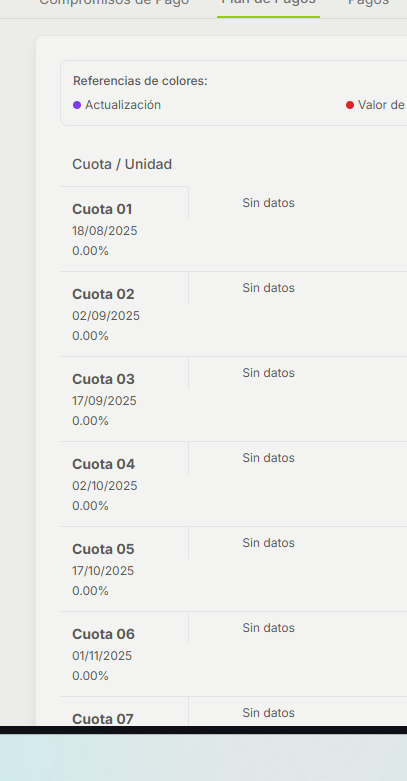 Compromisos de Pago Plan de Pagos Pagos
Referencias de colores:
Actualización Valor de
Cuota / Unidad
Cuota 01 Sin datos
18/08/2025
0.00%
Cuota 02 Sin datos
02/09/2025
0.00%
Cuota 03 Sin datos
17/09/2025
0.00%
Cuota 04 Sin datos
02/10/2025
0.00%
Cuota 05 Sin datos
17/10/2025
0.00%
Cuota 06 Sin datos
01/11/2025
0.00%
Cuota 07 Sin datos